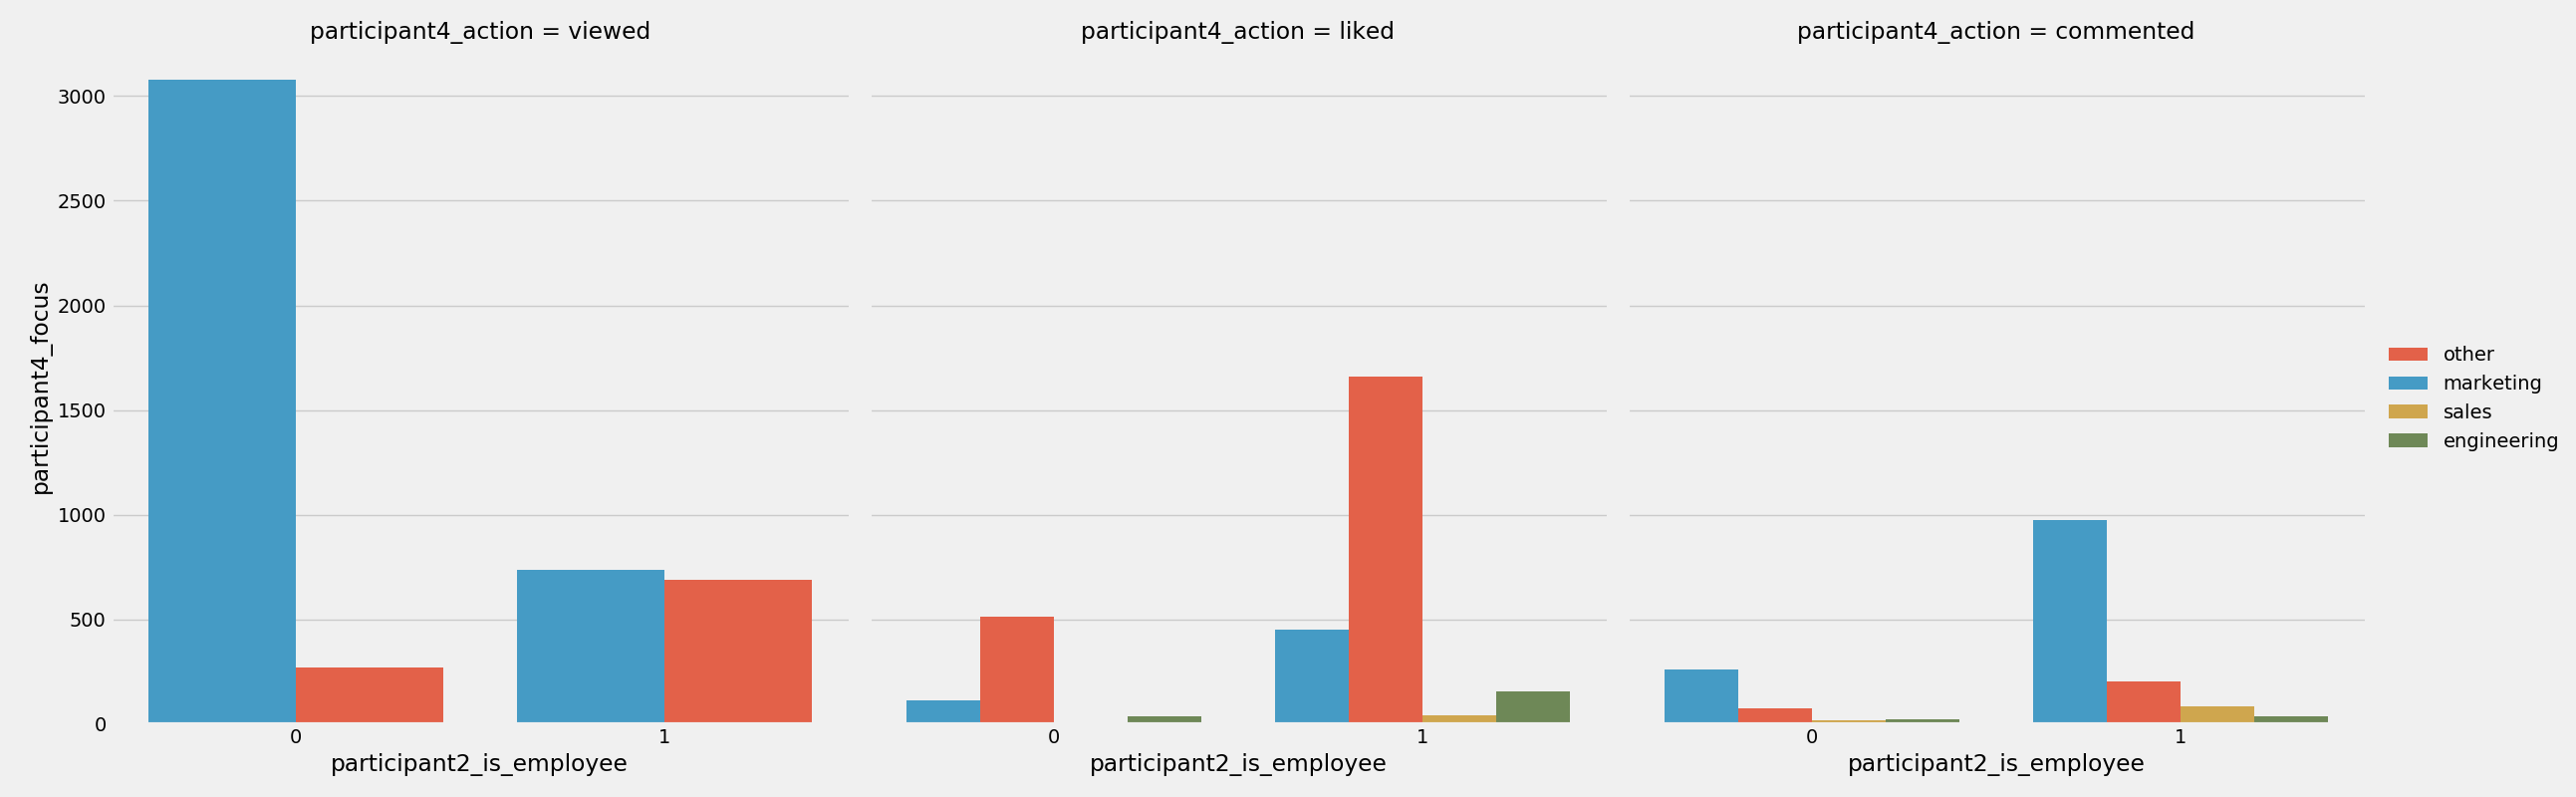 participant4_action = viewed
participant4_action = liked
participant4_action = commented
participant4_focus
3000
2500
2000
1500
1000
500
0
0
1
0
1
0
1
participant2_is_employee
participant2_is_employee
participant2_is_employee
other
marketing
sales
engineering